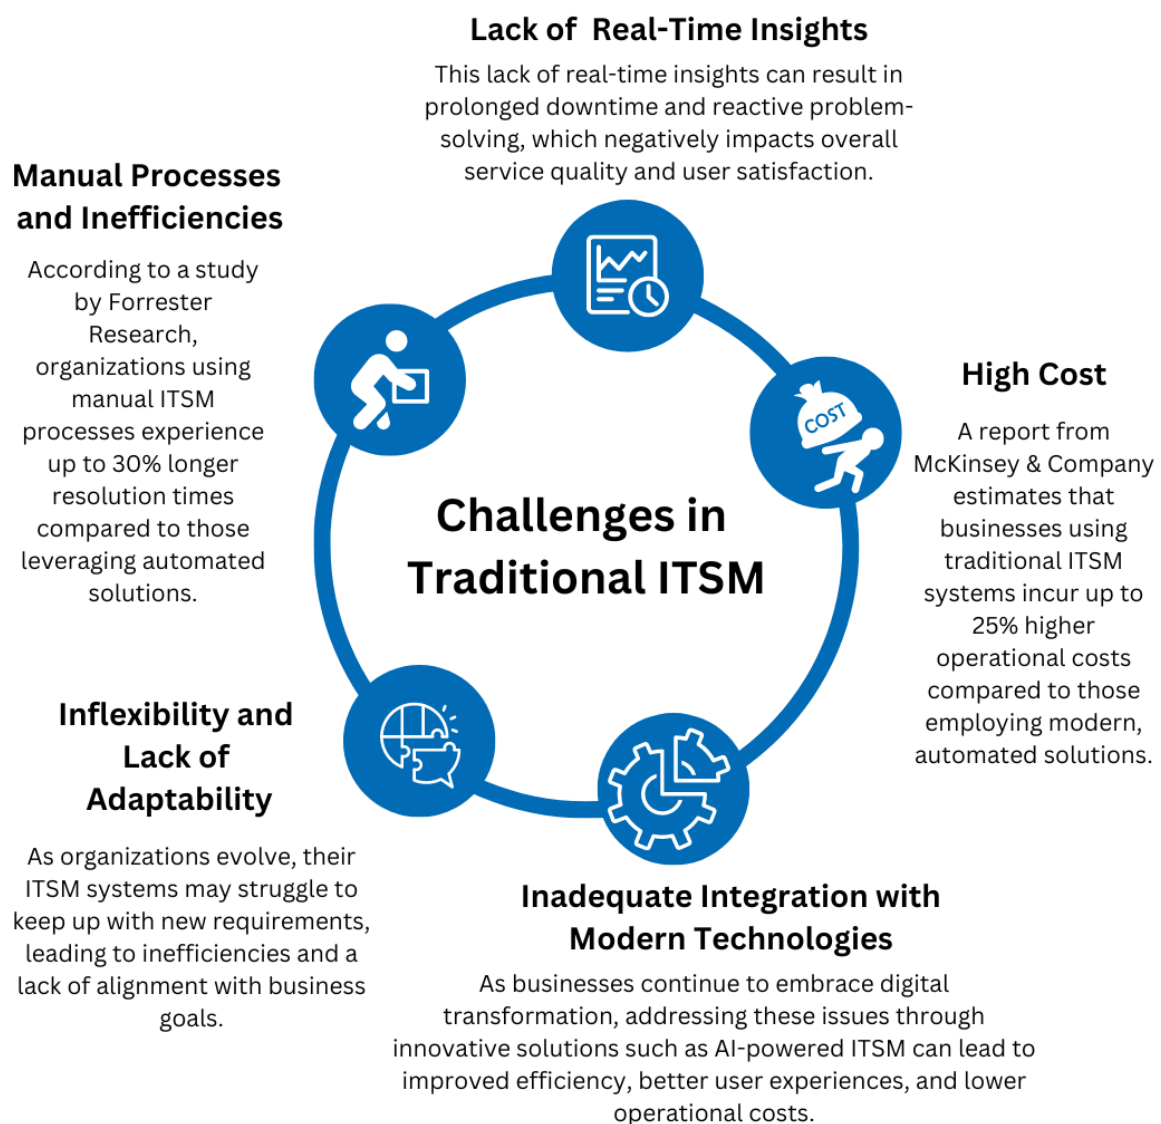 Lack of Real-Time Insights
This lack of real-time insights can result in
prolonged downtime and reactive problem-
solving, which negatively impacts overall
service quality and user satisfaction.
Manual Processes
and Inefficiencies
According to a study
by Forrester
Research,
organizations using
manual ITSM
processes experience
up to 30% longer
resolution times
compared to those
leveraging automated
solutions.
COST
High Cost
A report from
McKinsey & Company
estimates that
businesses using
traditional ITSM
systems incur up to
25% higher
operational costs
compared to those
employing modern,
automated solutions.
Challenges in
Traditional ITSM
Inflexibility and
Lack of
Adaptability
As organizations evolve, their
ITSM systems may struggle to
keep up with new requirements,
leading to inefficiencies and a
lack of alignment with business
goals.
Inadequate Integration with
Modern Technologies
As businesses continue to embrace digital
transformation, addressing these issues through
innovative solutions such as AI-powered ITSM can lead to
improved efficiency, better user experiences, and lower
operational costs.